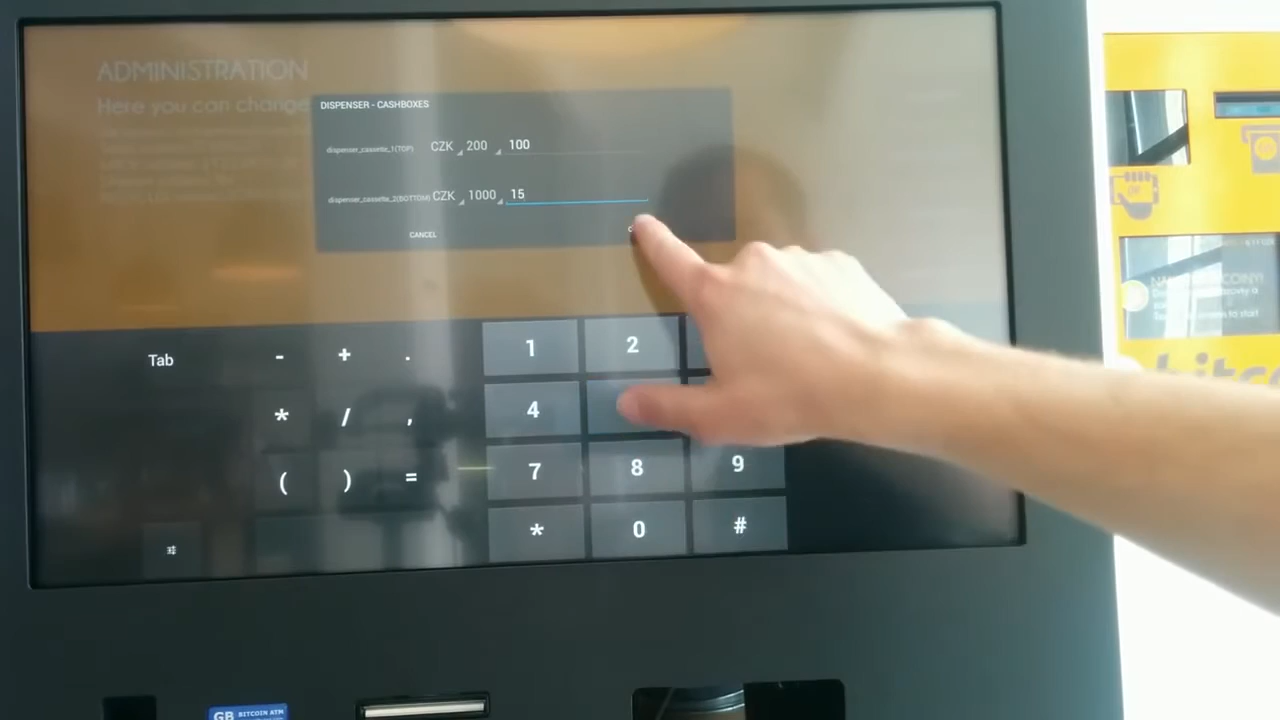 ADMINISTRATION
Here you can change
DISPENSER - CASHBOXES
dispenser_cassette_1(TOP) CZK 200 100
dispenser_cassette_2(BOTTOM) CZK 1000 15
CANCEL
Tab - + . 1 2
* / , 4
( ) = 7 8 9
* 0 #
GB BITCOIN ATM